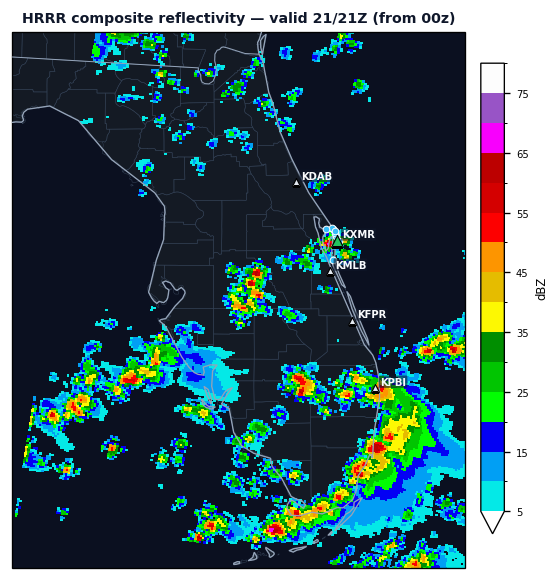 HRRR composite reflectivity — valid 21/21Z (from 00z)
KDAB
KXMR
KMLB
KFPR
KPBI
75
65
55
45
35
25
15
5
dBZ